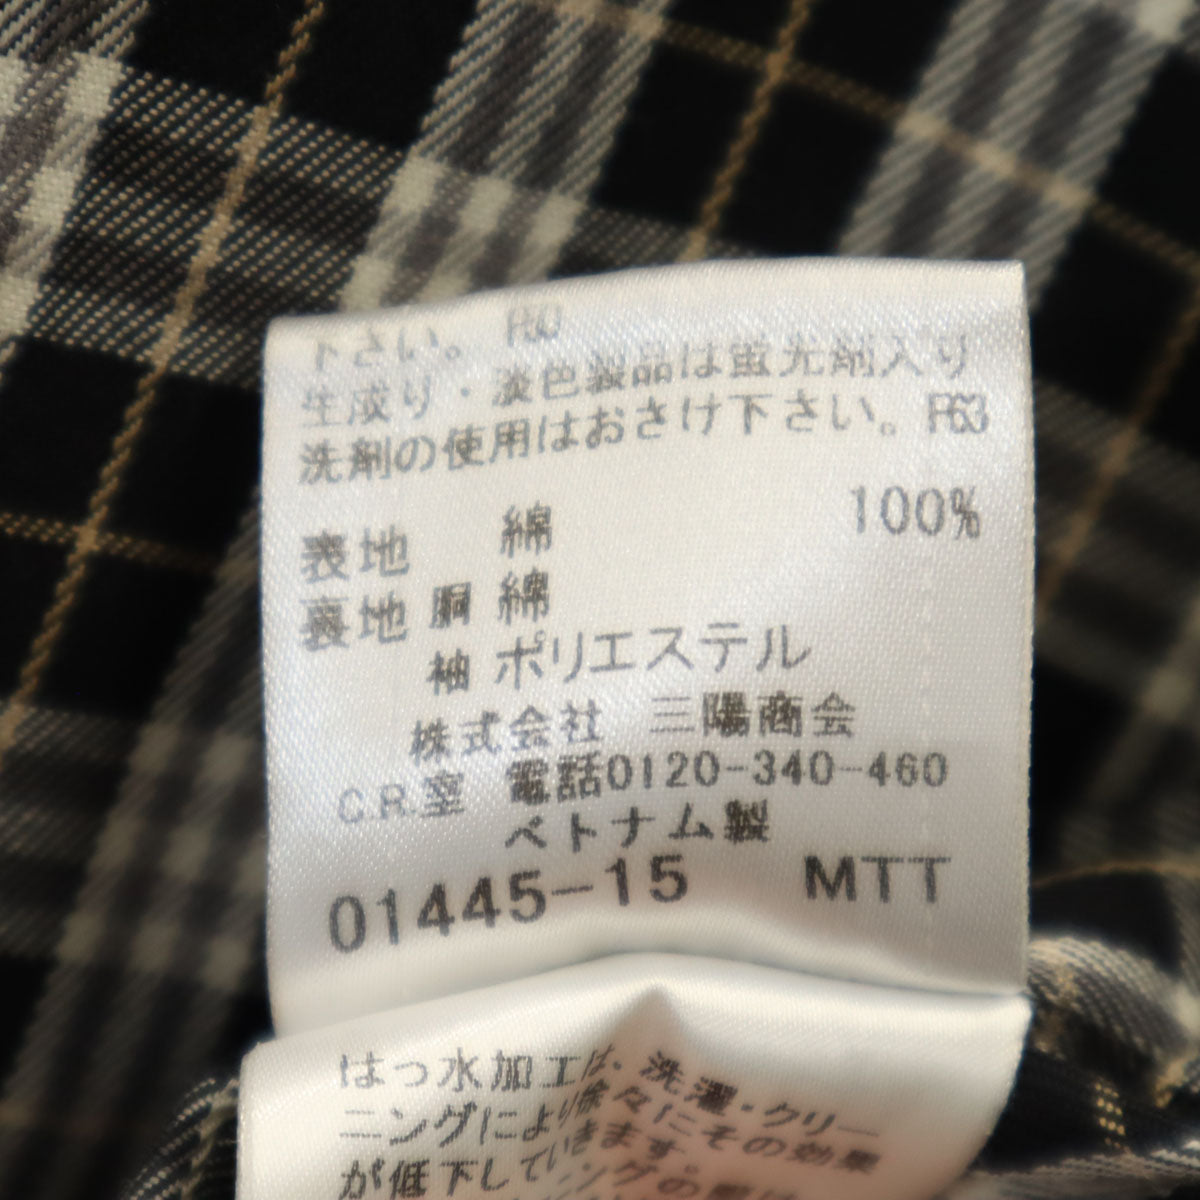 下さい。 F60
生成り・淡色製品は蛍光剤入り
洗剤の使用はおさけ下さい。 F63
表地 綿 100%
裏地 胴 綿
袖 ポリエステル
株式会社 三陽商会
C.R.室 電話0120-340-460
ベトナム製
01445-15 MTT
はっ水加工は、洗濯・クリー
ニングにより徐々にその効果
が低下していきます。